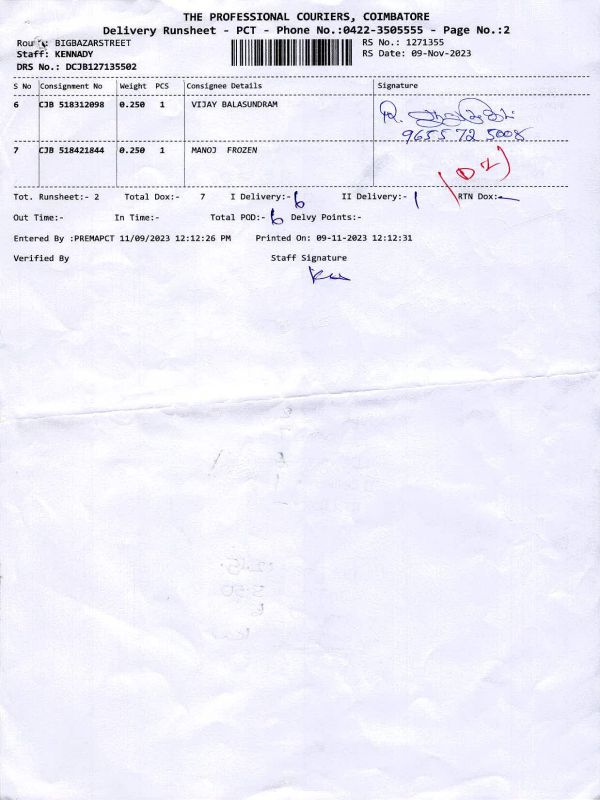 THE PROFESSIONAL COURIERS, COIMBATORE
Delivery Runsheet - PCT - Phone No.:0422-3505555 - Page No.:2
Route: BIGBAZARSTREET
RS No.: 1271355
Staff: KENNADY
RS Date: 09-Nov-2023
DRS No.: DCJB127135502
S No Consignment No Weight PCS Consignee Details Signature
6 CJB 518312098 0.250 1 VIJAY BALASUNDRAM
9655725008
7 CJB 518421844 0.250 1 MANOJ FROZEN
Tot. Runsheet:- 2 Total Dox:- 7 I Delivery:- 6 II Delivery:- 1 RTN Dox:-
Out Time:- In Time:- Total POD:- 6 Delvy Points:-
Entered By :PREMAPCT 11/09/2023 12:12:26 PM Printed On: 09-11-2023 12:12:31
Verified By Staff Signature